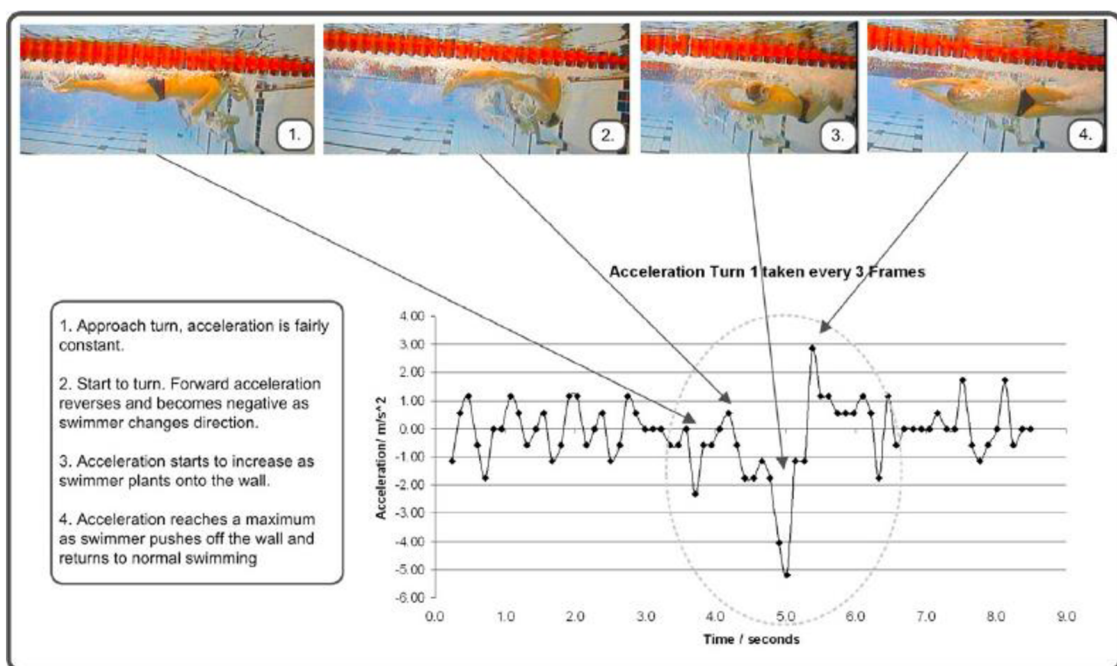 1.
2.
3.
4.
Acceleration Turn 1 taken every 3 Frames
1. Approach turn, acceleration is fairly
constant.
2. Start to turn. Forward acceleration
reverses and becomes negative as
swimmer changes direction.
3. Acceleration starts to increase as
swimmer plants onto the wall.
4. Acceleration reaches a maximum
as swimmer pushes off the wall and
returns to normal swimming
Acceleration/ m/s^2
4.00
3.00
2.00
1.00
0.00
-1.00
-2.00
-3.00
-4.00
-5.00
-6.00
0.0 1.0 2.0 3.0 4.0 5.0 6.0 7.0 8.0 9.0
Time / seconds